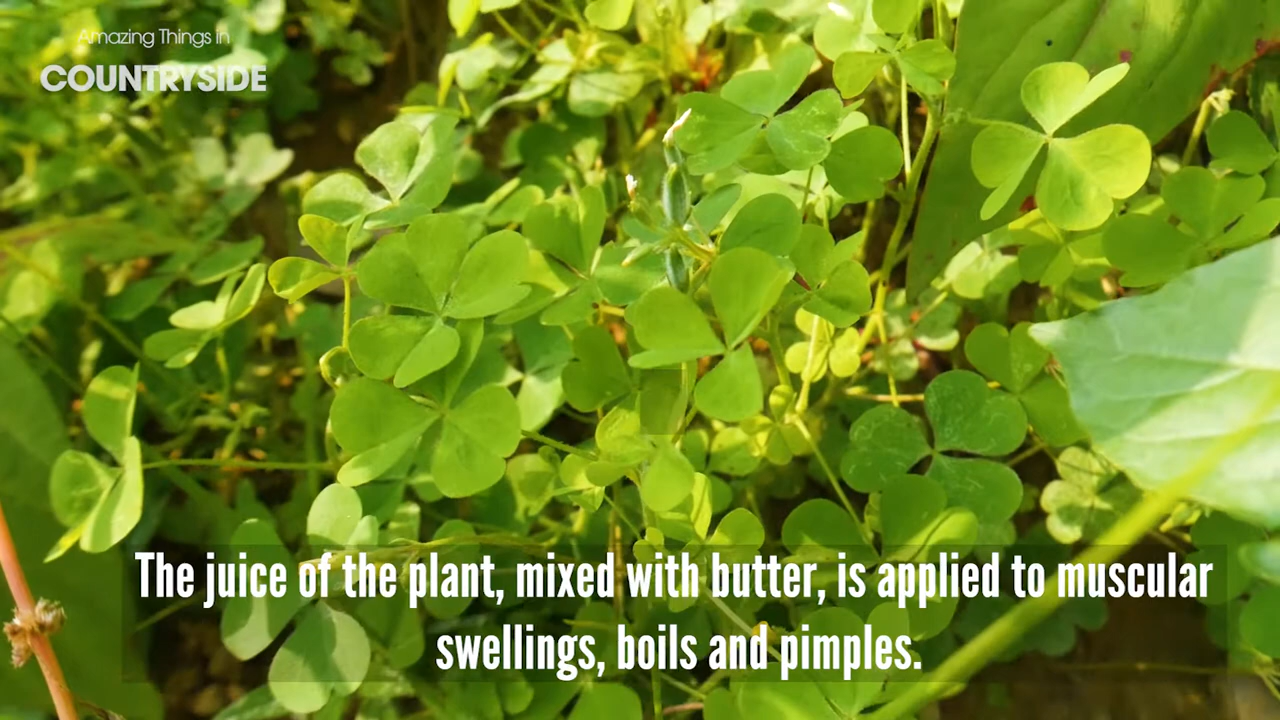 Amazing Things in
COUNTRYSIDE
The juice of the plant, mixed with butter, is applied to muscular
swellings, boils and pimples.